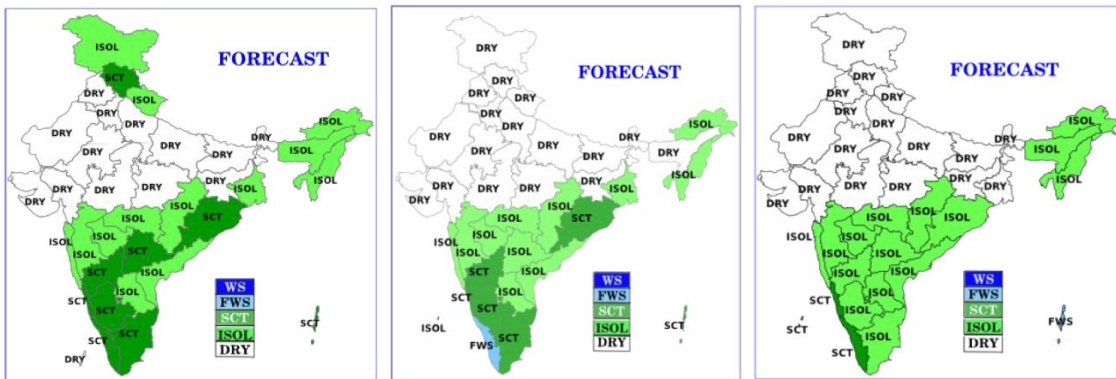 ISOL
FORECAST
SCT
DRY
ISOL
DRY
DRY DRY
DRY ISOL
DRY DRY ISOL
DRY DRY DRY DRY ISOL
DRY ISOL
ISOL ISOL SCT
ISOL ISOL
ISOL SCT
SCT ISOL
SCT ISOL
SCT
SCT SCT
DRY SCT
WS
FWS
SCT
ISOL
DRY
DRY
FORECAST
DRY
DRY DRY
DRY DRY
DRY ISOL
DRY DRY DRY
DRY DRY DRY DRY ISOL
DRY ISOL
ISOL ISOL SCT
ISOL ISOL
ISOL ISOL
SCT ISOL
SCT ISOL
SCT
ISOL SCT
FWS SCT
WS
FWS
SCT
ISOL
DRY
DRY
FORECAST
DRY
DRY DRY
DRY
DRY DRY
DRY ISOL
DRY DRY ISOL
DRY DRY DRY DRY ISOL
DRY DRY
ISOL ISOL ISOL
ISOL ISOL
ISOL ISOL
ISOL ISOL
SCT ISOL ISOL
SCT ISOL
FWS
SCT ISOL
WS
FWS
SCT
ISOL
DRY